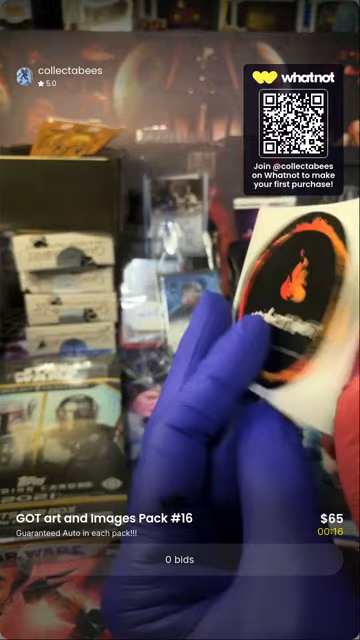 collectabees
★ 5.0
whatnot
Join @collectabees
on Whatnot to make
your first purchase!
topps
2021
GOT art and Images Pack #16
$65
Guaranteed Auto in each pack!!!
00:16
0 bids